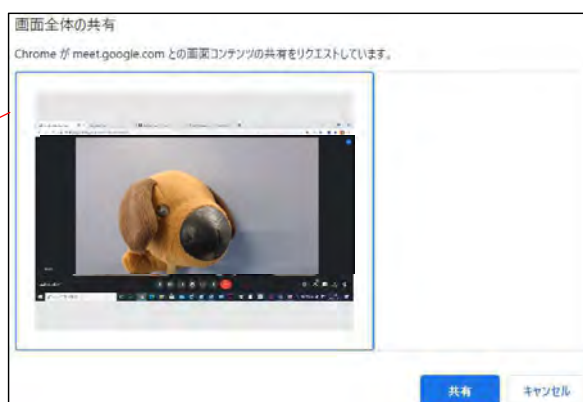 画面全体の共有
Chrome が meet.google.com との画面コンテンツの共有をリクエストしています。
共有
キャンセル